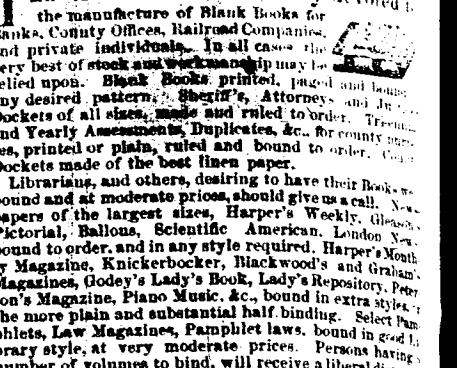 the manufacture of Blank Books for
Banks, County Offices, Railroad Companies,
and private individuals. In all cases the
very best of stock and workmanship may be
relied upon. Blank Books printed, paged and bound
any desired pattern. Sheriff's, Attorneys and
Dockets of all sizes, made and ruled to order.
and Yearly Assessments, Duplicates, &c., for county
es, printed or plain, ruled and bound to order.
Dockets made of the best linen paper.
Librarians, and others, desiring to have their Books
bound and at moderate prices, should give us a call.
papers of the largest sizes, Harper's Weekly, Gleason's
Pictorial, Ballous, Scientific American, London
bound to order, and in any style required. Harper's Month
y Magazine, Knickerbocker, Blackwood's and Graham's
Magazines, Godey's Lady's Book, Lady's Repository, Peter
on's Magazine, Piano Music, &c., bound in extra styles,
the more plain and substantial half binding. Select Pam
phlets, Law Magazines, Pamphlet laws, bound in good Li
brary style, at very moderate prices. Persons having
number of volumes to bind, will receive a liberal